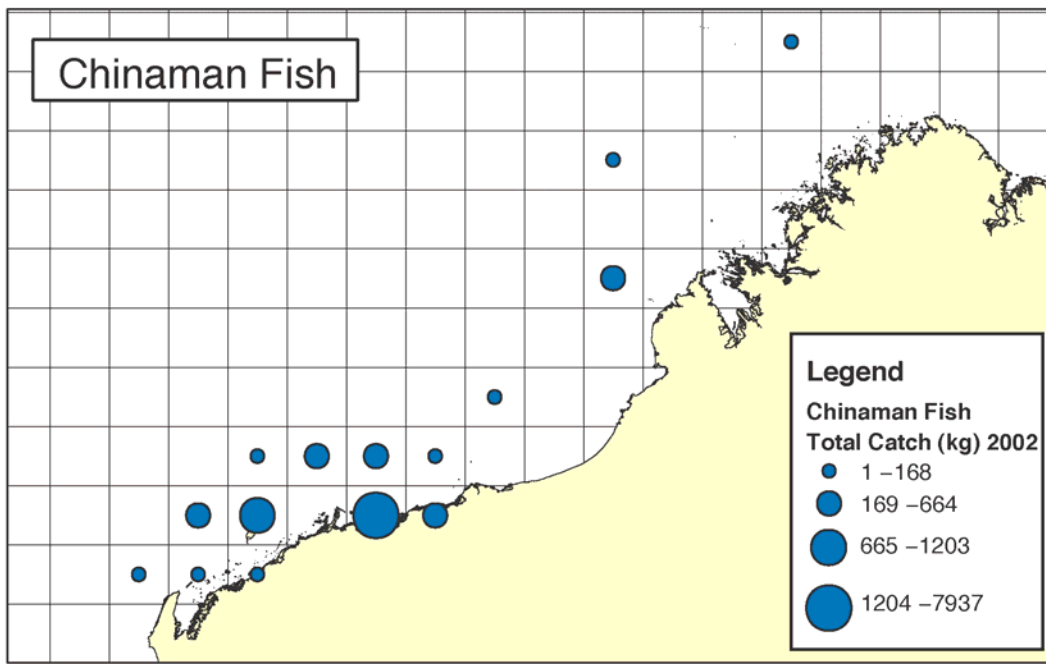 Chinaman Fish
Legend
Chinaman Fish
Total Catch (kg) 2002
1 –168
169 –664
665 –1203
1204 –7937